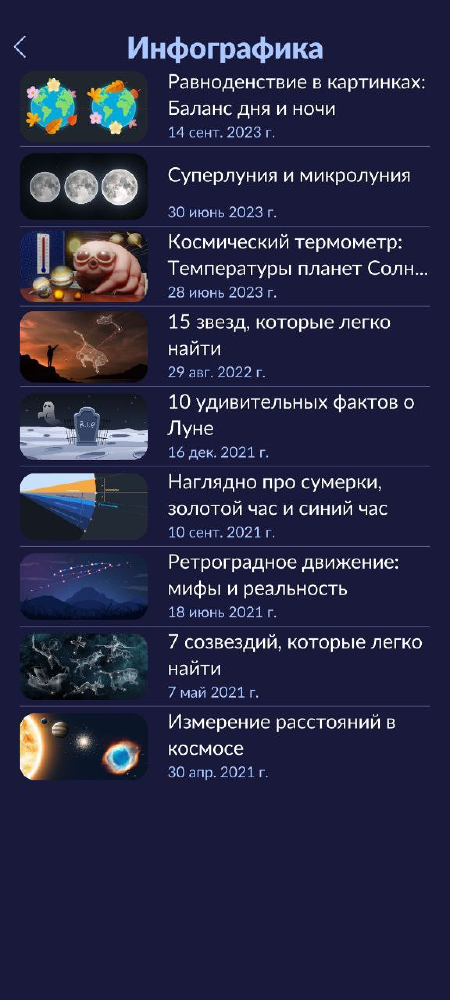 Инфографика
Равноденствие в картинках:
Баланс дня и ночи
14 сент. 2023 г.
Суперлуния и микролуния
30 июнь 2023 г.
Космический термометр:
Температуры планет Солн...
28 июнь 2023 г.
15 звезд, которые легко
найти
29 авг. 2022 г.
R.I.P
10 удивительных фактов о
Луне
16 дек. 2021 г.
Наглядно про сумерки,
золотой час и синий час
10 сент. 2021 г.
Ретроградное движение:
мифы и реальность
18 июнь 2021 г.
7 созвездий, которые легко
найти
7 май 2021 г.
Измерение расстояний в
космосе
30 апр. 2021 г.